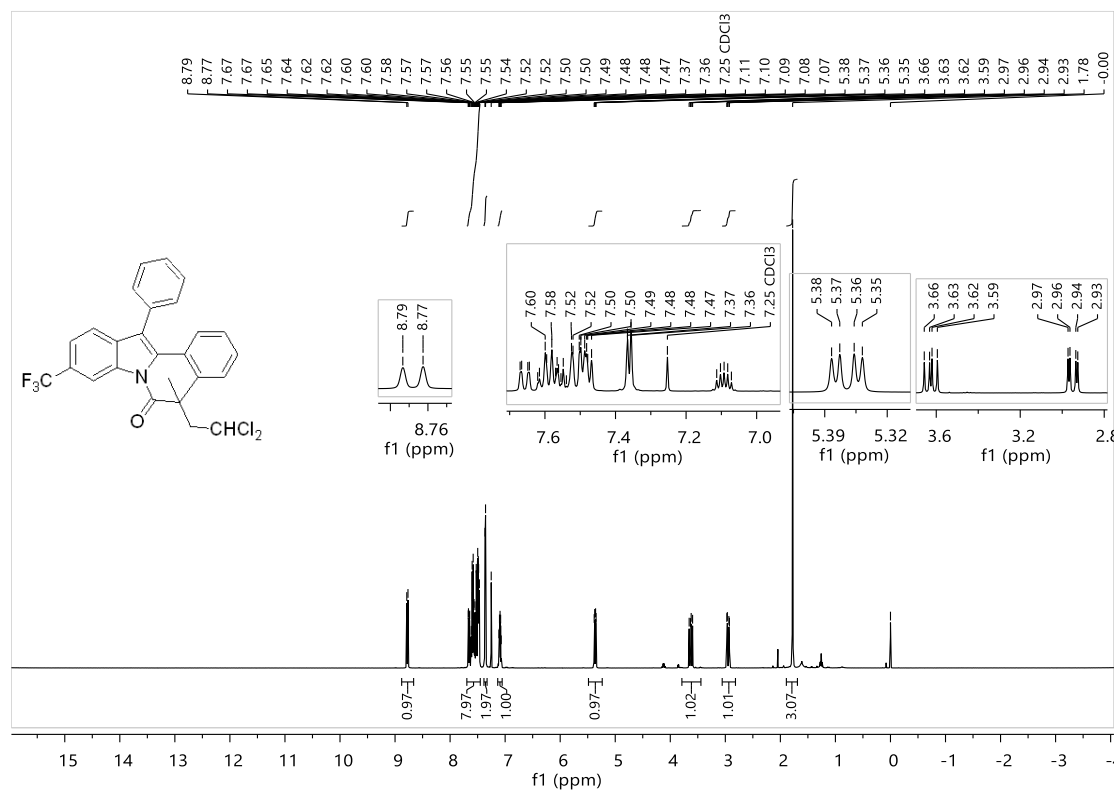 8.79 8.77 7.67 7.67 7.65 7.64 7.62 7.62 7.60 7.60 7.58 7.57 7.57 7.56 7.55 7.55 7.54 7.52 7.52 7.50 7.50 7.49 7.48 7.48 7.47 7.37 7.36 7.25 CDCl3 7.11 7.10 7.09 7.08 7.07 5.38 5.37 5.36 5.35 3.66 3.63 3.62 3.59 2.97 2.96 2.94 2.93 1.78 -0.00
8.79 8.77
8.76
f1 (ppm)
7.60 7.58 7.52 7.52 7.50 7.50 7.49 7.48 7.48 7.47 7.37 7.36 7.25 CDCl3
7.6 7.4 7.2 7.0
f1 (ppm)
5.38 5.37 5.36 5.35
5.39 5.32
f1 (ppm)
3.66 3.63 3.62 3.59 2.97 2.96 2.94 2.93
3.6 3.2 2.8
f1 (ppm)
F3C
N
O
CHCl2
0.97 7.97 1.97 1.00 0.97 1.02 1.01 3.07
15 14 13 12 11 10 9 8 7 6 5 4 3 2 1 0 -1 -2 -3 -4
f1 (ppm)